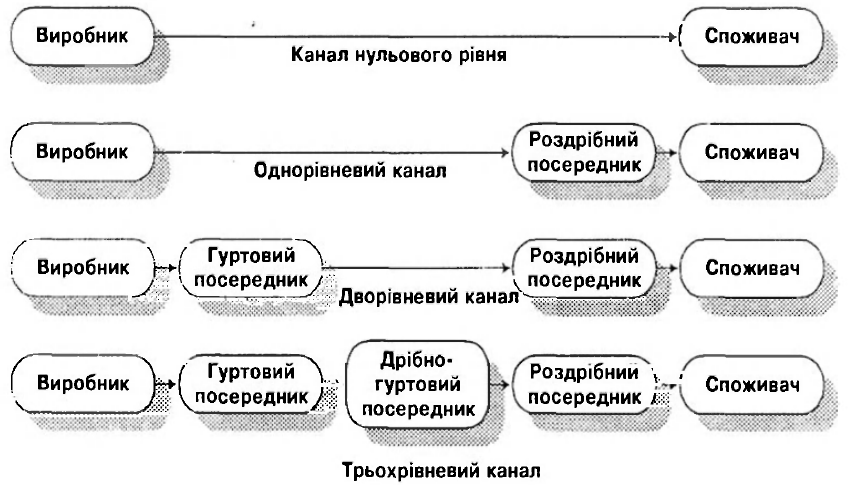 Виробник
Споживач
Канал нульового рівня
Виробник
Роздрібний
посередник
Споживач
Однорівневий канал
Виробник
Гуртовий
посередник
Роздрібний
посередник
Споживач
Дворівневий канал
Виробник
Гуртовий
посередник
Дрібно-
гуртовий
посередник
Роздрібний
посередник
Споживач
Трьохрівневий канал